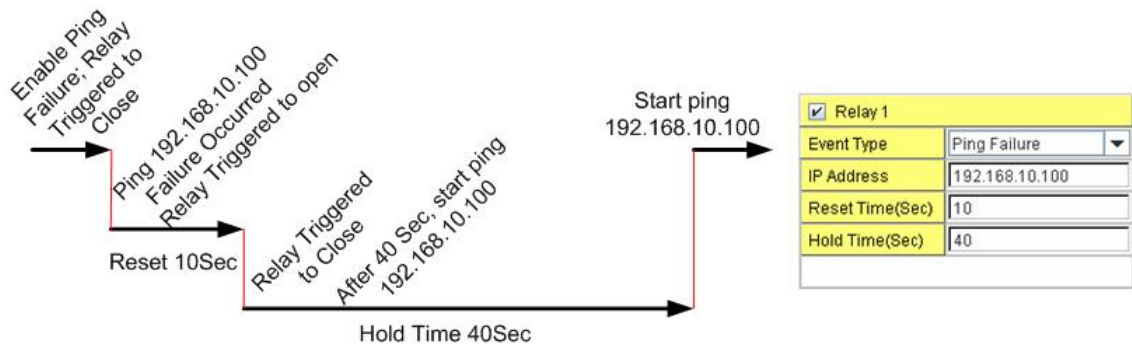 Enable Ping
Failure; Relay
Triggered to
Close
Ping 192.168.10.100
Failure Occurred
Relay Triggered to open
Reset 10Sec
Relay Triggered
to Close
After 40 Sec, start ping
192.168.10.100
Hold Time 40Sec
Start ping
192.168.10.100
Relay 1
Event Type Ping Failure
IP Address 192.168.10.100
Reset Time(Sec) 10
Hold Time(Sec) 40